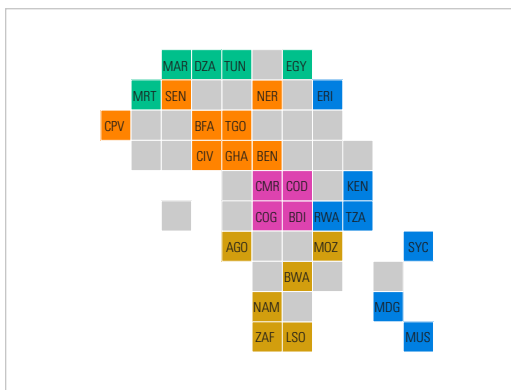 MAR DZA TUN EGY
MRT SEN NER ERI
CPV BFA TGO
CIV GHA BEN
CMR COD KEN
COG BDI RWA TZA
AGO MOZ SYC
BWA
NAM MDG
ZAF LSO MUS